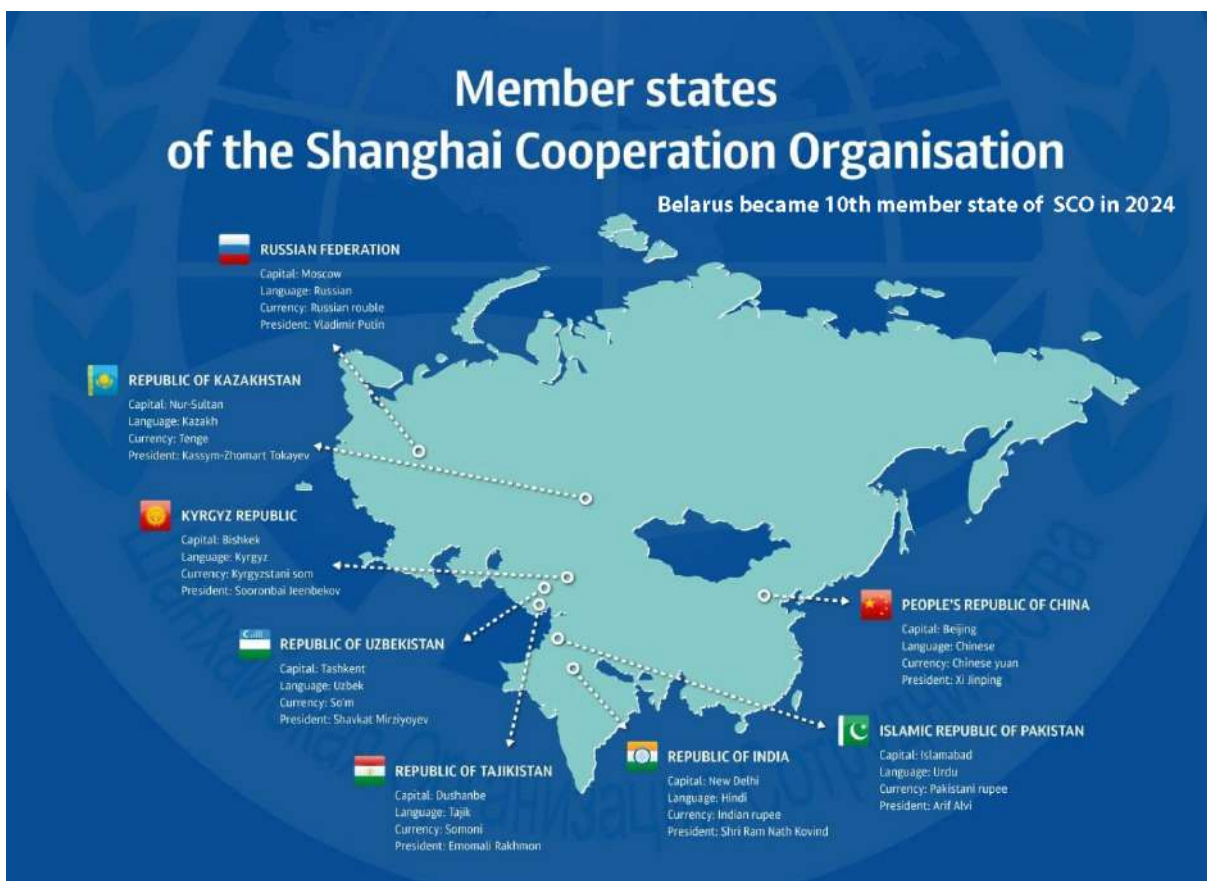 Member states
of the Shanghai Cooperation Organisation
Belarus became 10th member state of SCO in 2024
RUSSIAN FEDERATION
Capital: Moscow
Language: Russian
Currency: Russian rouble
President: Vladimir Putin
REPUBLIC OF KAZAKHSTAN
Capital: Nur-Sultan
Language: Kazakh
Currency: Tenge
President: Kassym-Zhomart Tokayev
KYRGYZ REPUBLIC
Capital: Bishkek
Language: Kyrgyz
Currency: Kyrgyzstani som
President: Sooronbai Jeenbekov
REPUBLIC OF UZBEKISTAN
Capital: Tashkent
Language: Uzbek
Currency: So'm
President: Shavkat Mirziyoyev
REPUBLIC OF TAJIKISTAN
Capital: Dushanbe
Language: Tajik
Currency: Somoni
President: Emomali Rakhmon
REPUBLIC OF INDIA
Capital: New Delhi
Language: Hindi
Currency: Indian rupee
President: Shri Ram Nath Kovind
PEOPLE'S REPUBLIC OF CHINA
Capital: Beijing
Language: Chinese
Currency: Chinese yuan
President: Xi Jinping
ISLAMIC REPUBLIC OF PAKISTAN
Capital: Islamabad
Language: Urdu
Currency: Pakistani rupee
President: Arif Alvi